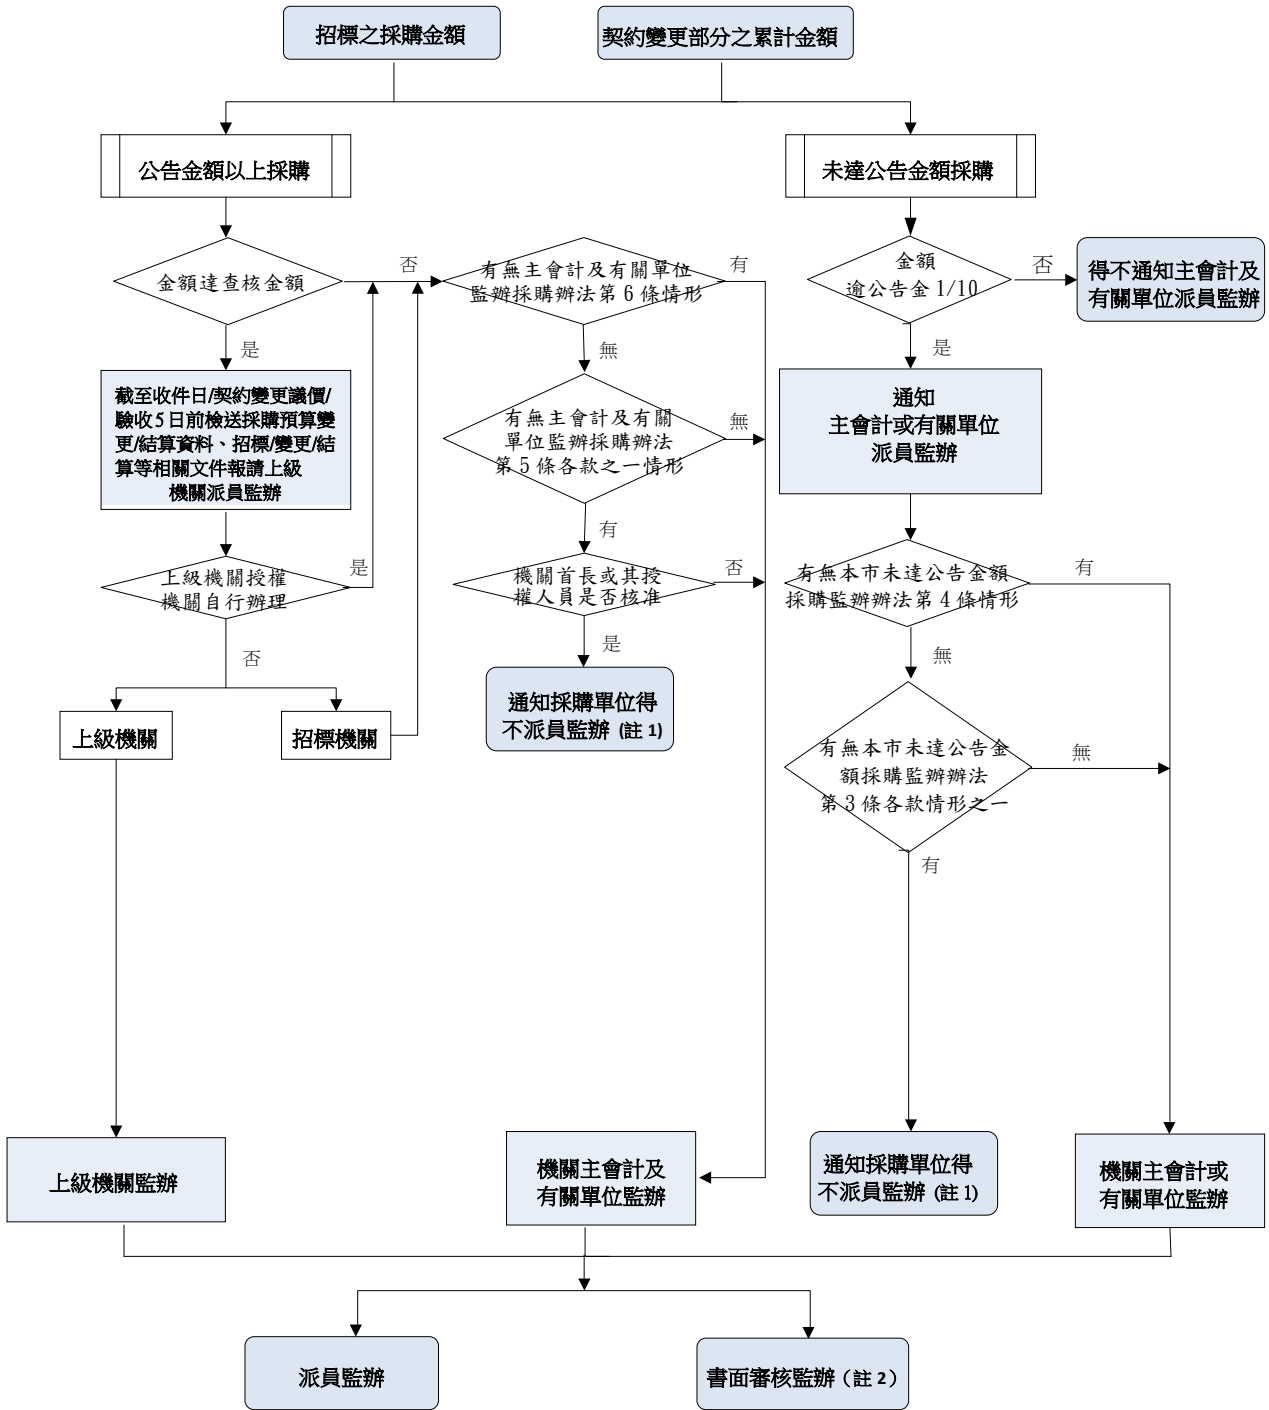 招標之採購金額
契約變更部分之累計金額
公告金額以上採購
未達公告金額採購
金額達查核金額
否
有無主會計及有關單位
監辦採購辦法第 6 條情形
有
金額
逾公告金 1/10
否
得不通知主會計及
有關單位派員監辦
是
無
是
截至收件日/契約變更議價/
驗收 5 日前檢送採購預算變
更/結算資料、招標/變更/結
算等相關文件報請上級
機關派員監辦
有無主會計及有關
單位監辦採購辦法
第 5 條各款之一情形
無
通知
主會計或有關單位
派員監辦
有
上級機關授權
機關自行辦理
是
機關首長或其授
權人員是否核准
否
有無本市未達公告金額
採購監辦辦法第 4 條情形
有
否
是
無
上級機關
招標機關
通知採購單位得
不派員監辦 (註 1)
有無本市未達公告金
額採購監辦辦法
第 3 條各款情形之一
無
有
上級機關監辦
機關主會計及
有關單位監辦
通知採購單位得
不派員監辦 (註 1)
機關主會計或
有關單位監辦
派員監辦
書面審核監辦（註 2）